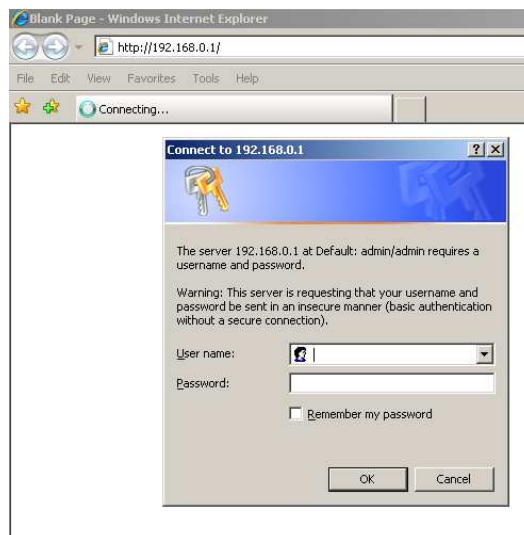 Blank Page - Windows Internet Explorer
http://192.168.0.1/
File Edit View Favorites Tools Help
Connecting...
Connect to 192.168.0.1
The server 192.168.0.1 at Default: admin/admin requires a
username and password.
Warning: This server is requesting that your username and
password be sent in an insecure manner (basic authentication
without a secure connection).
User name:
Password:
Remember my password
OK Cancel